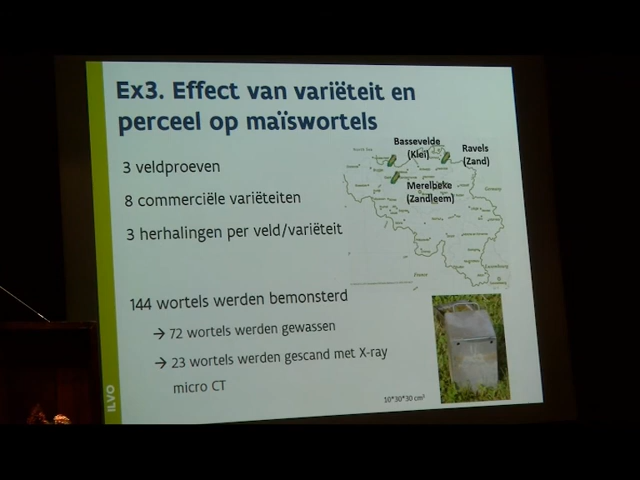 Ex3. Effect van variëteit en
perceel op maïswortels
3 veldproeven
8 commerciële variëteiten
3 herhalingen per veld/variëteit
Bassevelde
(Klei)
Ravels
(Zand)
Merelbeke
(Zandleem)
144 wortels werden bemonsterd
→ 72 wortels werden gewassen
→ 23 wortels werden gescand met X-ray
micro CT
10*30*30 cm³
ILVO